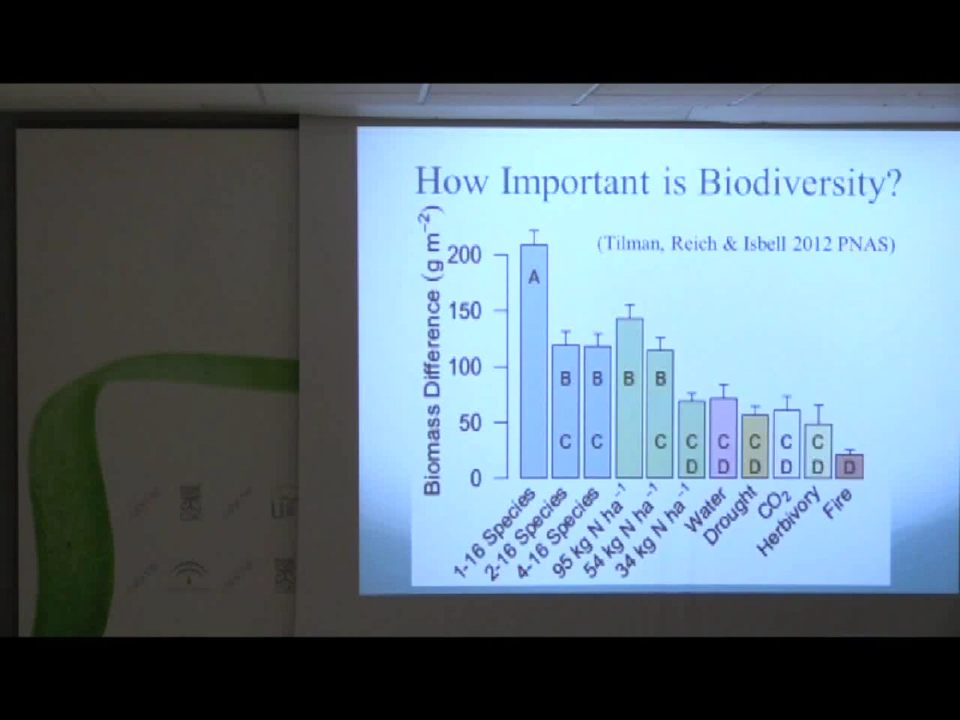 How Important is Biodiversity?
(Tilman, Reich & Isbell 2012 PNAS)
Biomass Difference (g m⁻²)
200
150
100
50
0
A
B B B B
C C C C C C C C
D D D D D D
1-16 Species
2-16 Species
4-16 Species
95 kg N ha⁻¹
54 kg N ha⁻¹
34 kg N ha⁻¹
Water
Drought
CO₂
Herbivory
Fire